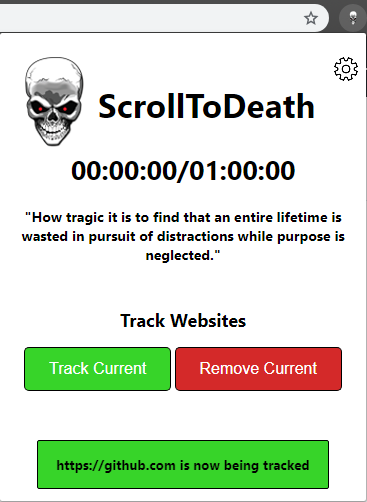 ScrollToDeath
00:00:00/01:00:00
"How tragic it is to find that an entire lifetime is
wasted in pursuit of distractions while purpose is
neglected."
Track Websites
Track Current
Remove Current
https://github.com is now being tracked